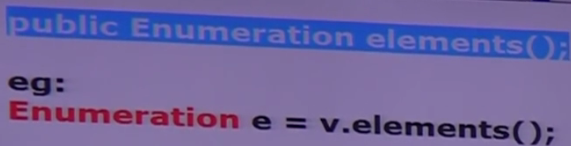 public Enumeration elements();
eg:
Enumeration e = v.elements();